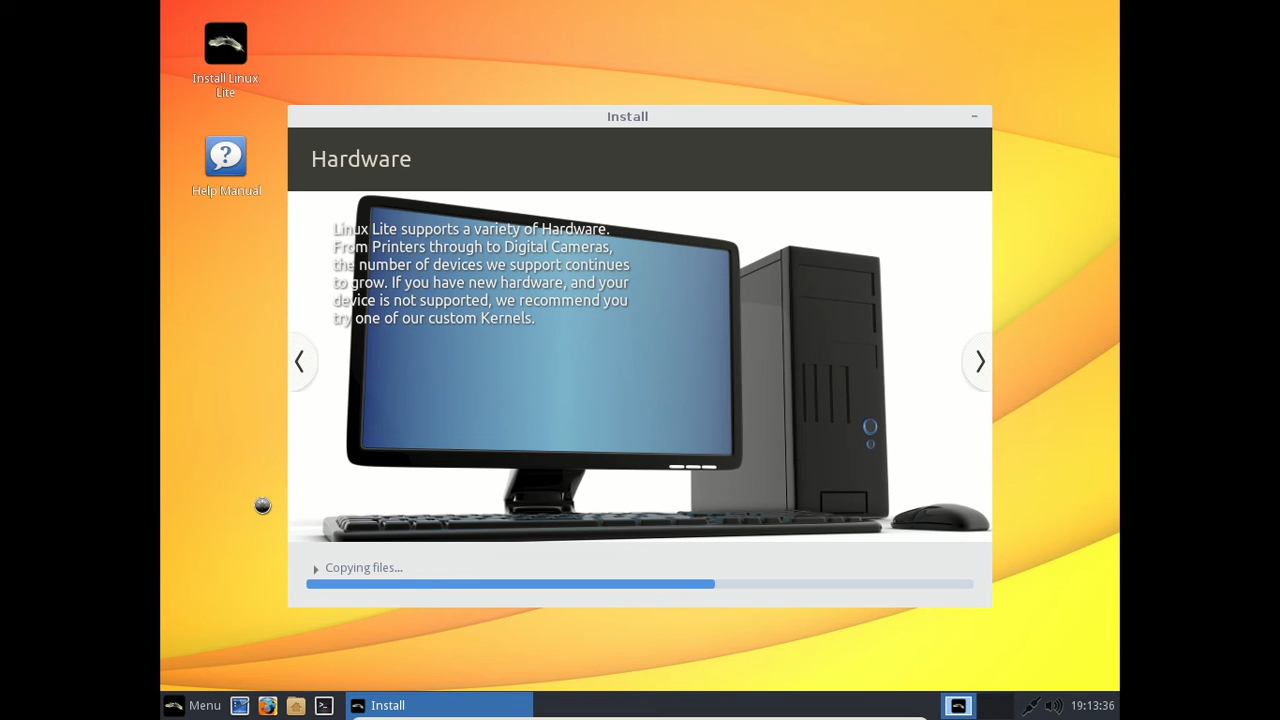 Install Linux
Lite
Help Manual
Install
Hardware
Linux Lite supports a variety of Hardware.
From Printers through to Digital Cameras,
the number of devices we support continues
to grow. If you have new hardware, and your
device is not supported, we recommend you
try one of our custom Kernels.
Copying files...
Menu
Install
19:13:36